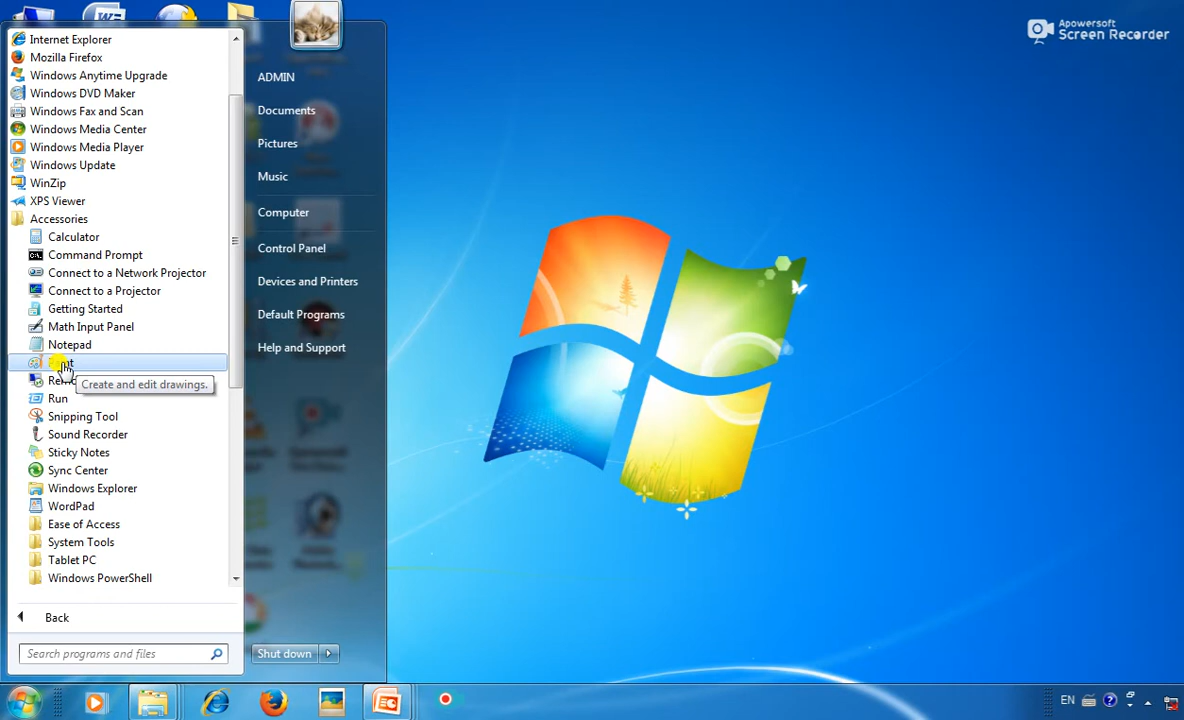 Apowersoft
Screen Recorder
Internet Explorer
Mozilla Firefox
Windows Anytime Upgrade
Windows DVD Maker
Windows Fax and Scan
Windows Media Center
Windows Media Player
Windows Update
WinZip
XPS Viewer
Accessories
Calculator
Command Prompt
Connect to a Network Projector
Connect to a Projector
Getting Started
Math Input Panel
Notepad
Create and edit drawings.
Run
Snipping Tool
Sound Recorder
Sticky Notes
Sync Center
Windows Explorer
WordPad
Ease of Access
System Tools
Tablet PC
Windows PowerShell
Back
Search programs and files
ADMIN
Documents
Pictures
Music
Computer
Control Panel
Devices and Printers
Default Programs
Help and Support
Shut down
EN